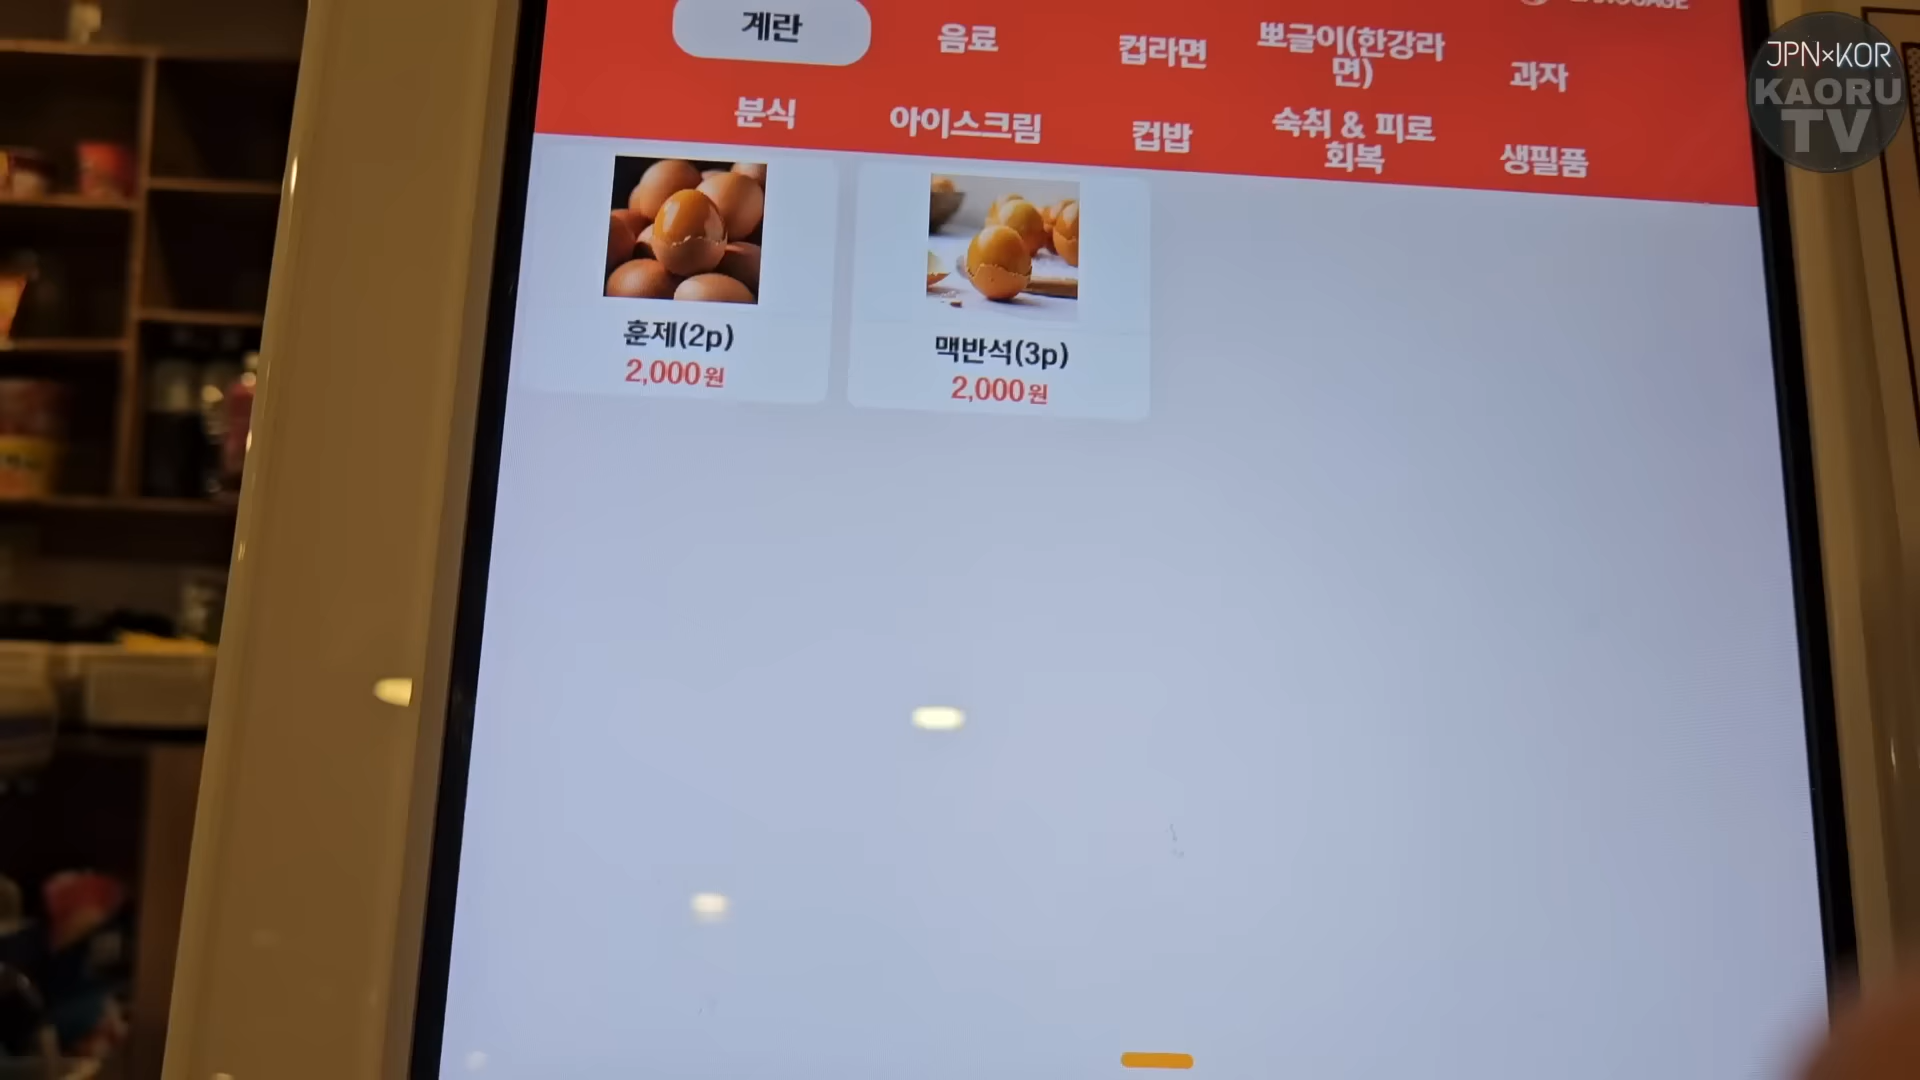 LANGUAGE
계란
음료
컵라면
뽀글이(한강라
면)
과자
분식
아이스크림
컵밥
숙취 & 피로
회복
생필품
훈제(2p)
2,000원
맥반석(3p)
2,000원
JPN×KOR
KAORU
TV